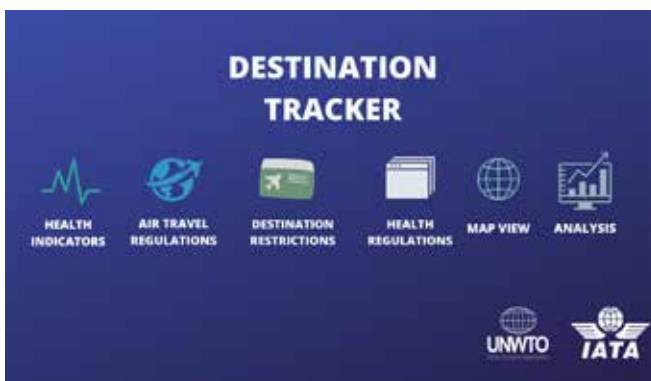 DESTINATION
TRACKER
HEALTH
INDICATORS
AIR TRAVEL
REGULATIONS
DESTINATION
RESTRICTIONS
HEALTH
REGULATIONS
MAP VIEW
ANALYSIS
UNWTO
IATA